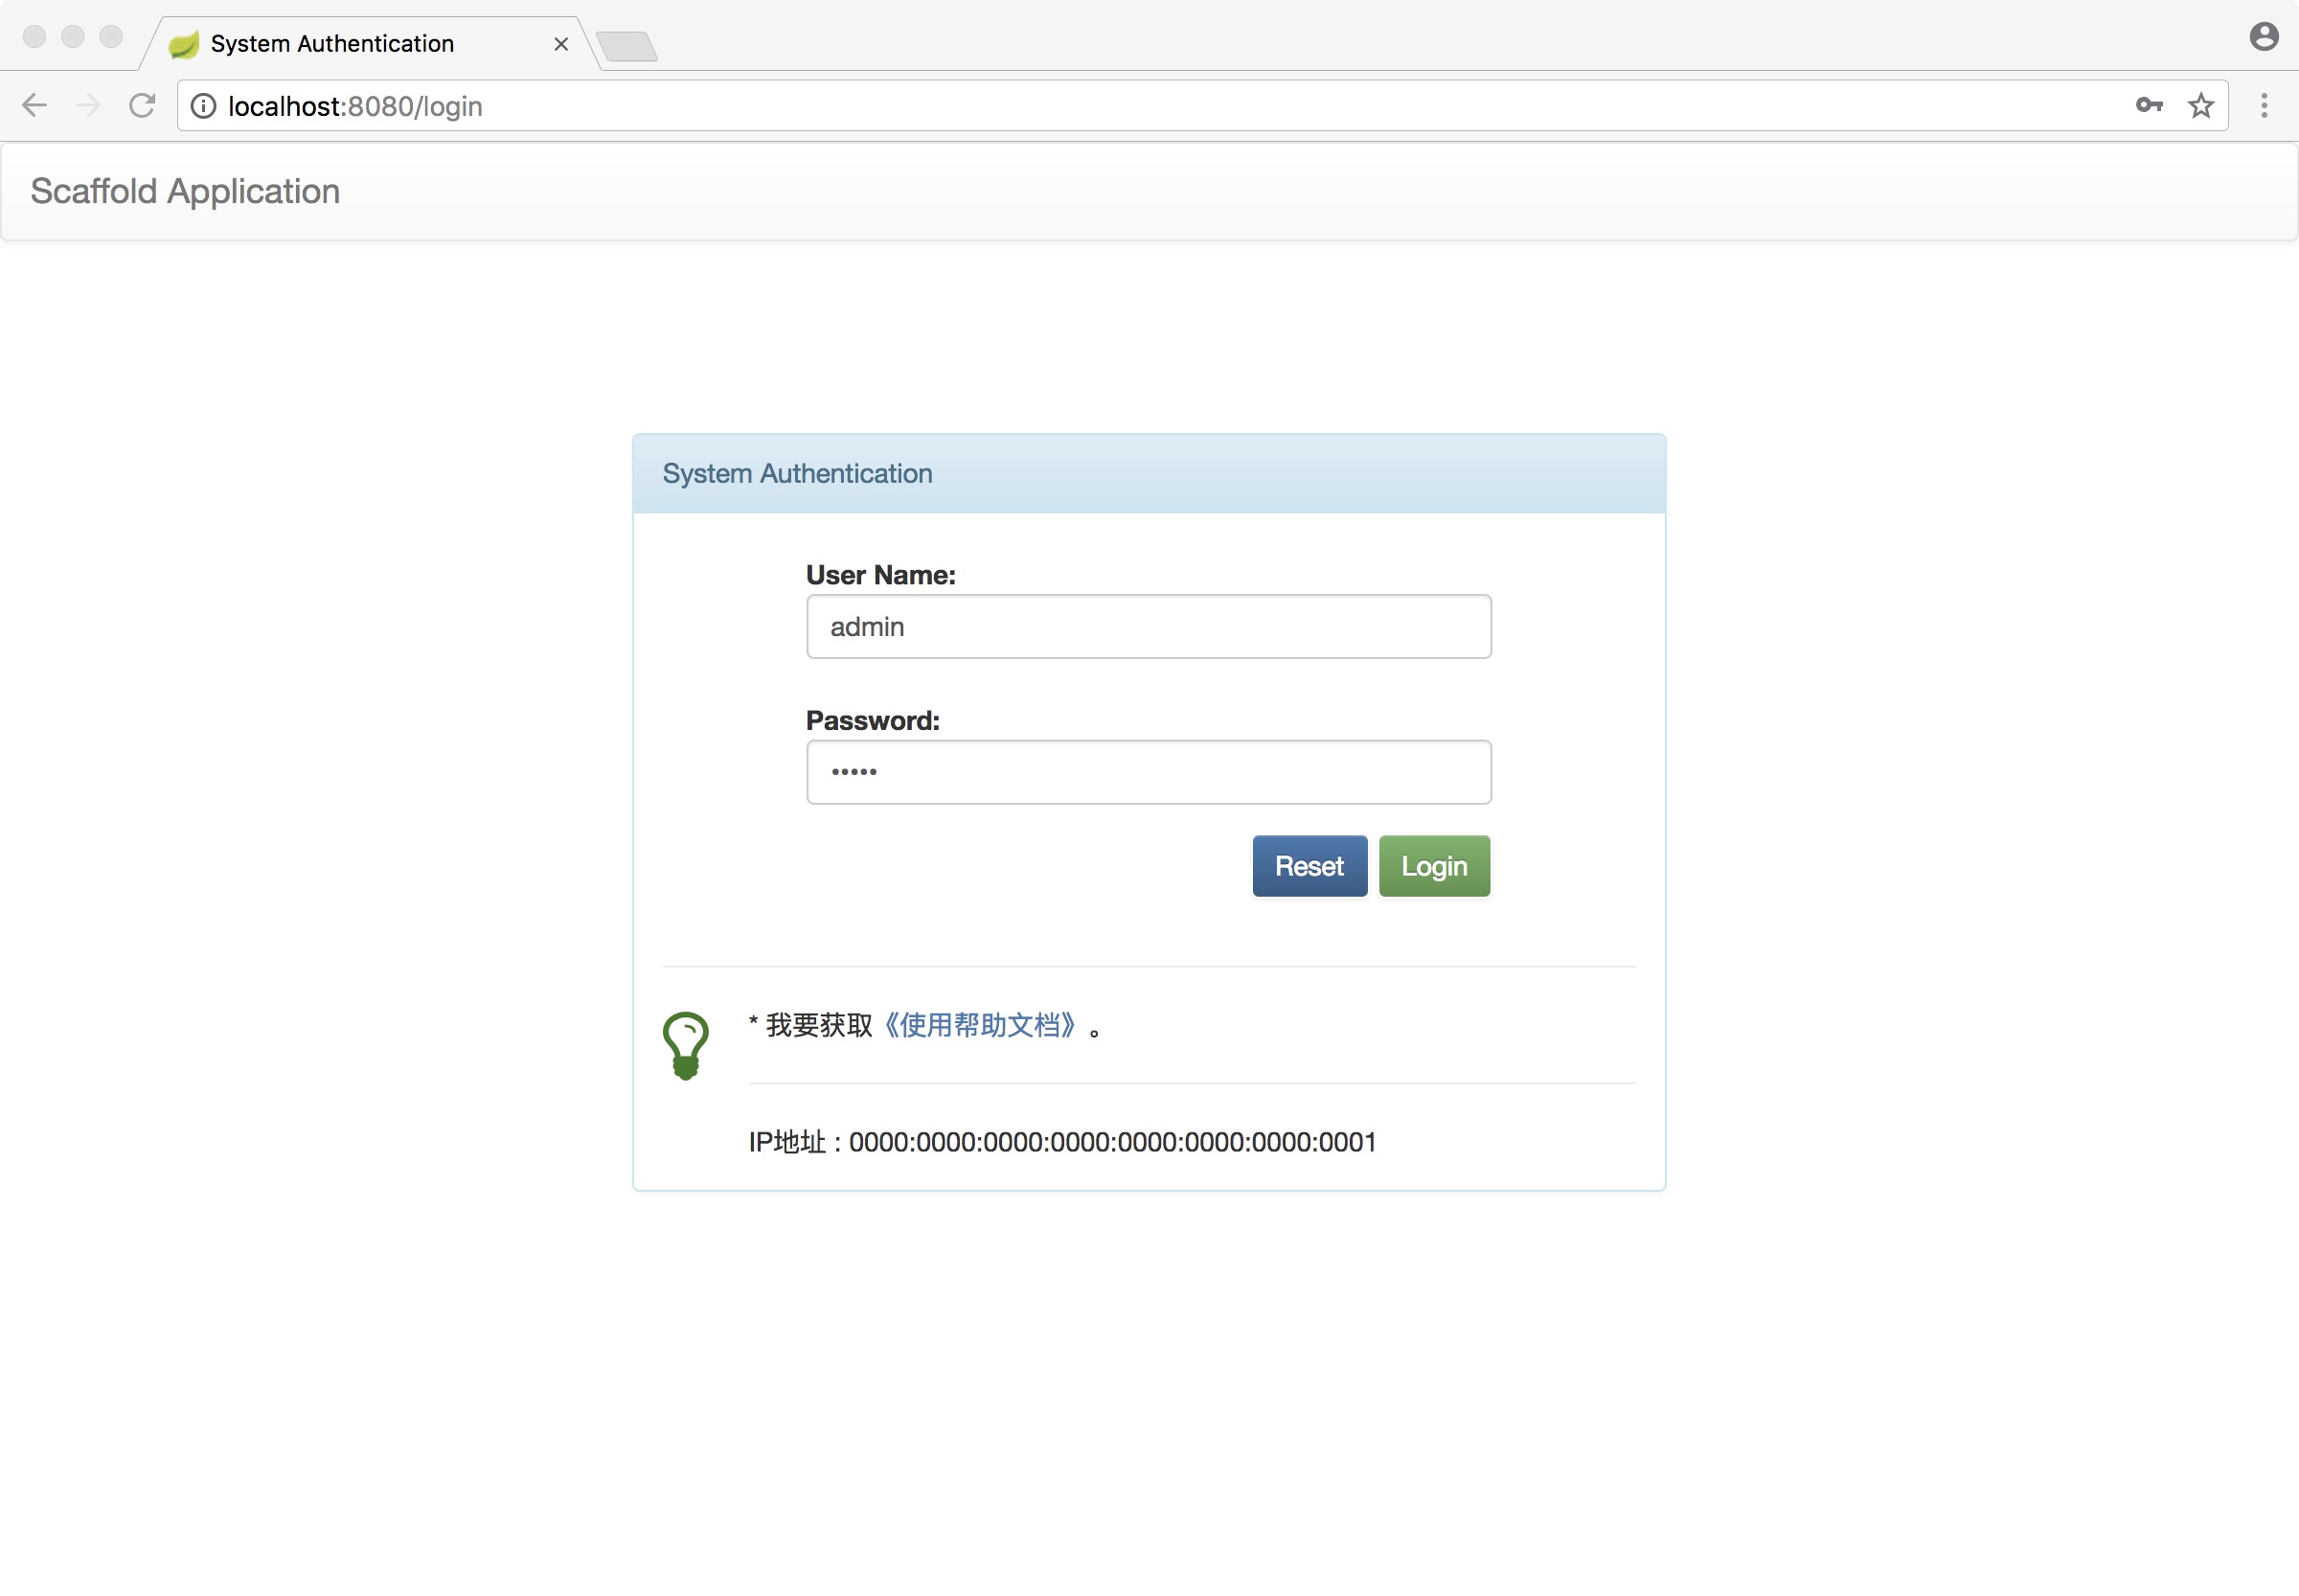 System Authentication
localhost:8080/login
Scaffold Application
System Authentication
User Name:
admin
Password:
•••••
Reset Login
* 我要获取《使用帮助文档》。
IP地址 : 0000:0000:0000:0000:0000:0000:0000:0001